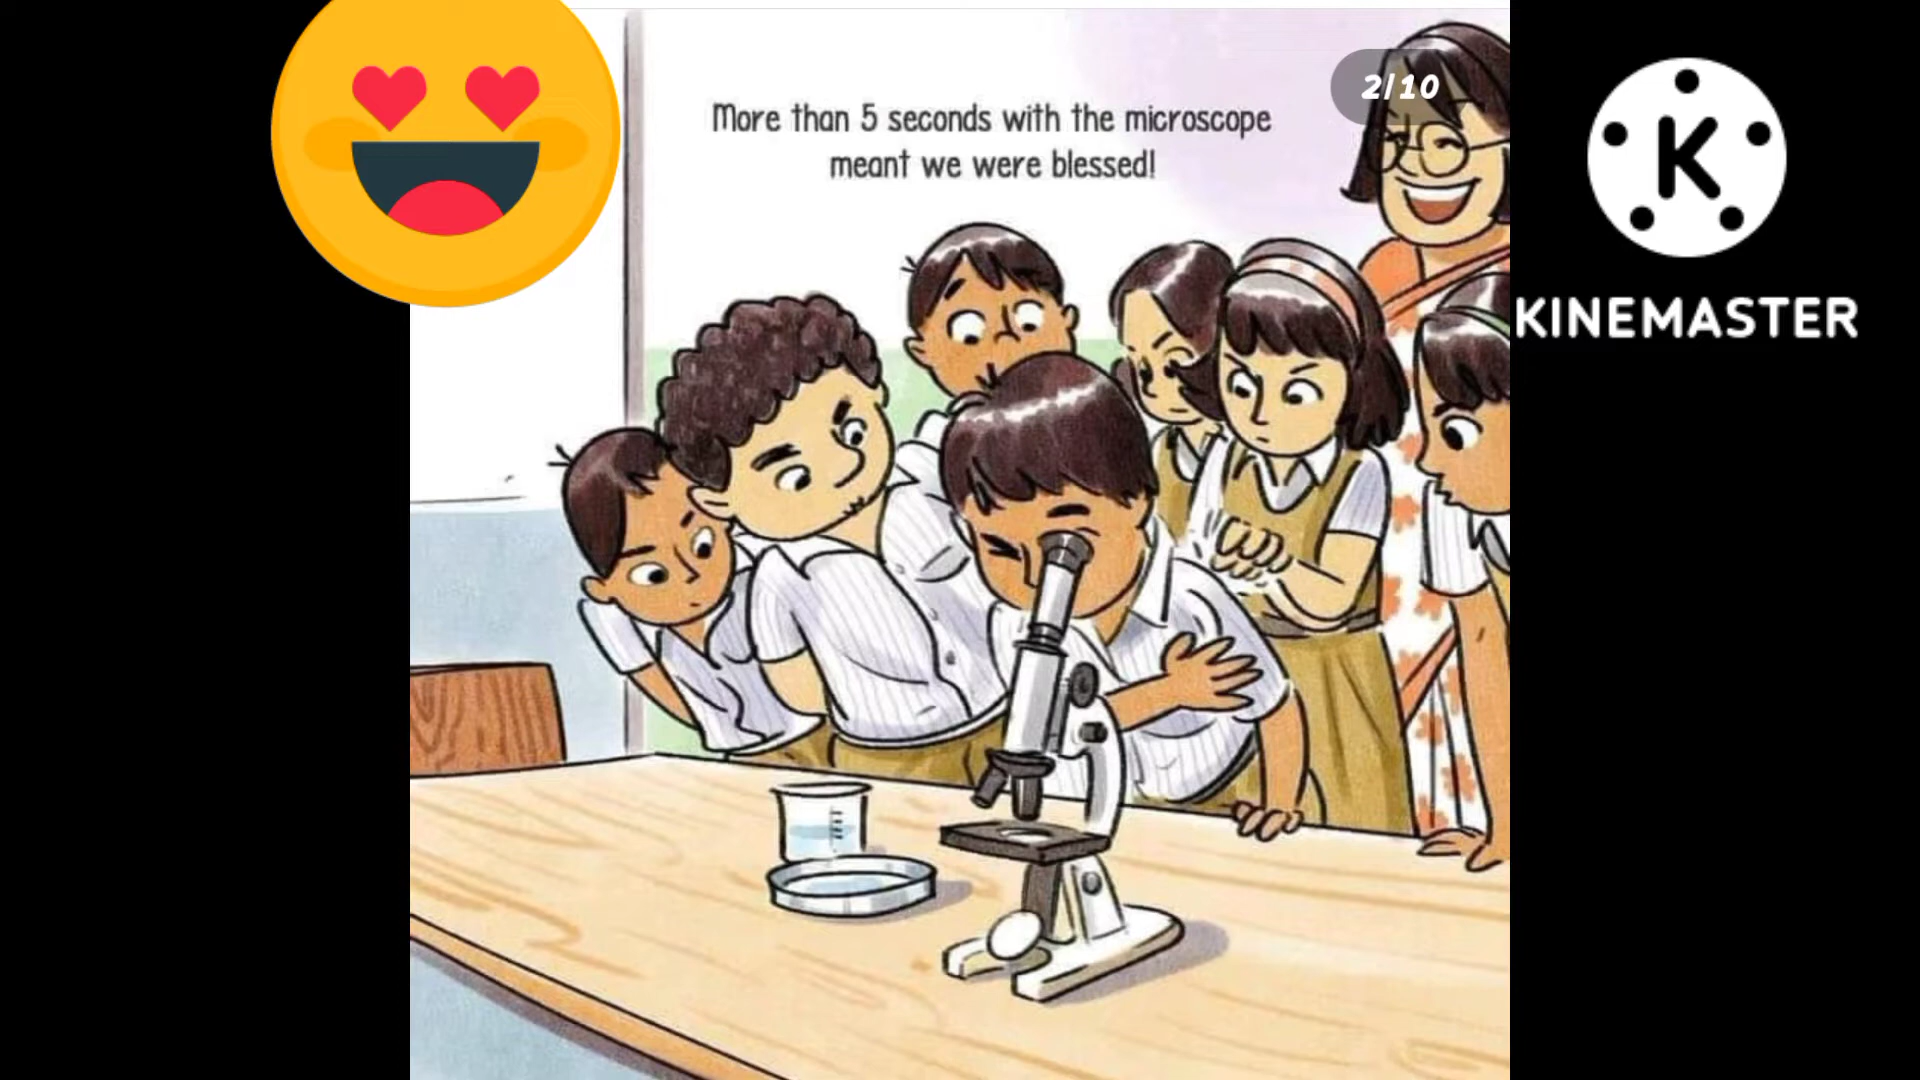 More than 5 seconds with the microscope
meant we were blessed!
2/10
K
KINEMASTER